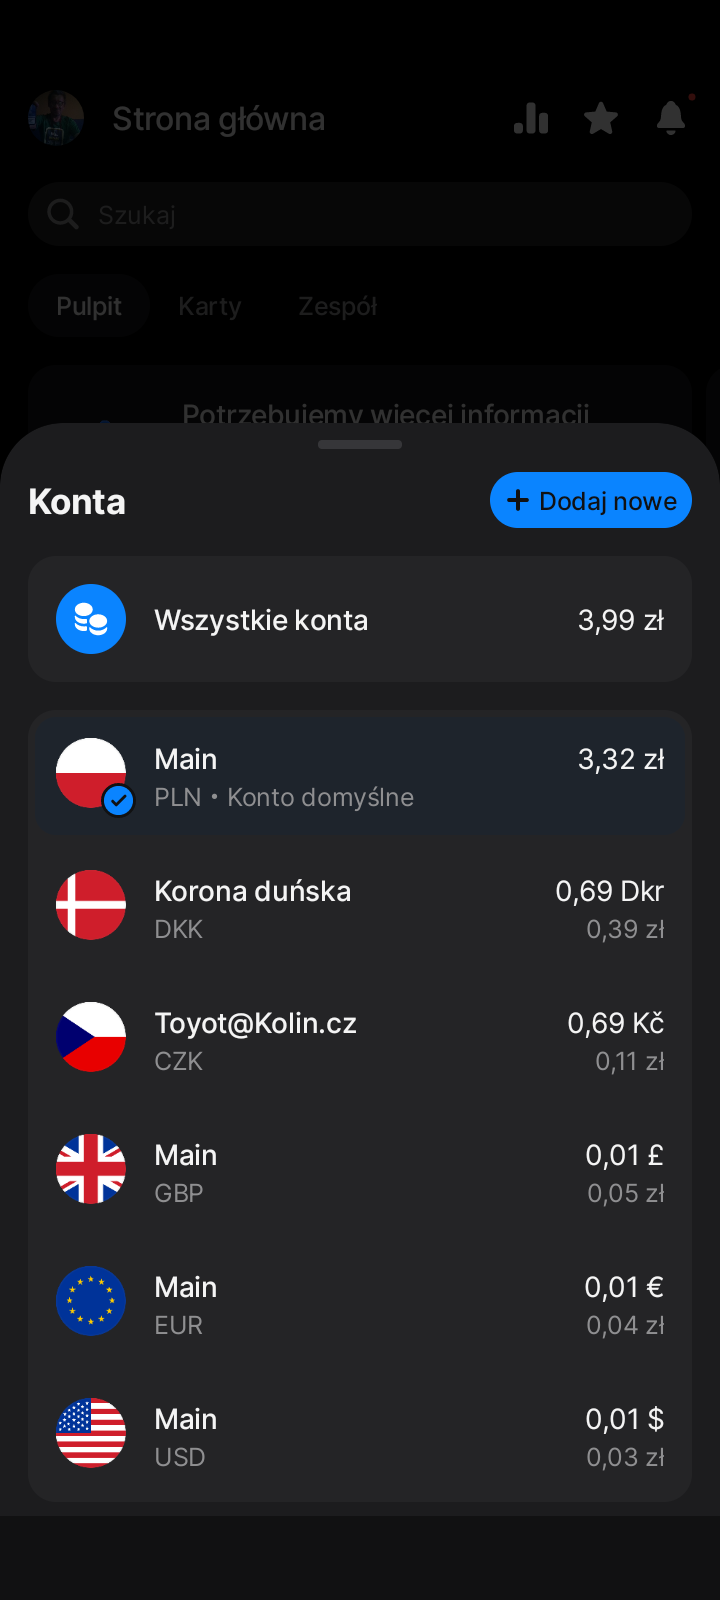 Strona główna
Szukaj
Pulpit Karty Zespół
Potrzebujemy więcej informacji
Konta
+ Dodaj nowe
Wszystkie konta 3,99 zł
Main 3,32 zł
PLN • Konto domyślne
Korona duńska 0,69 Dkr
DKK 0,39 zł
Toyot@Kolin.cz 0,69 Kč
CZK 0,11 zł
Main 0,01 £
GBP 0,05 zł
Main 0,01 €
EUR 0,04 zł
Main 0,01 $
USD 0,03 zł